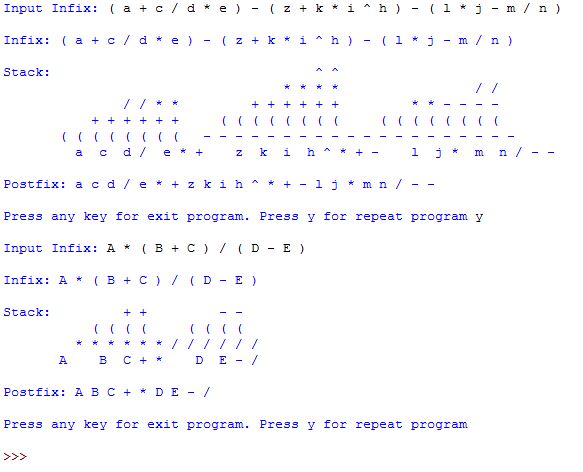 Input Infix: ( a + c / d * e ) - ( z + k * i ^ h ) - ( l * j - m / n )
Infix: ( a + c / d * e ) - ( z + k * i ^ h ) - ( l * j - m / n )
Stack: ^ ^
* * * * / /
/ / * * + + + + + + * * - - - -
+ + + + + + ( ( ( ( ( ( ( ( ( ( ( ( ( ( ( (
( ( ( ( ( ( ( ( - - - - - - - - - - - - - - - - - - - -
a c d / e * + z k i h ^ * + - l j * m n / - -
Postfix: a c d / e * + z k i h ^ * + - l j * m n / - -
Press any key for exit program. Press y for repeat program y
Input Infix: A * ( B + C ) / ( D - E )
Infix: A * ( B + C ) / ( D - E )
Stack: + + - -
( ( ( ( ( ( ( (
* * * * * * / / / / / /
A B C + * D E - /
Postfix: A B C + * D E - /
Press any key for exit program. Press y for repeat program
>>>